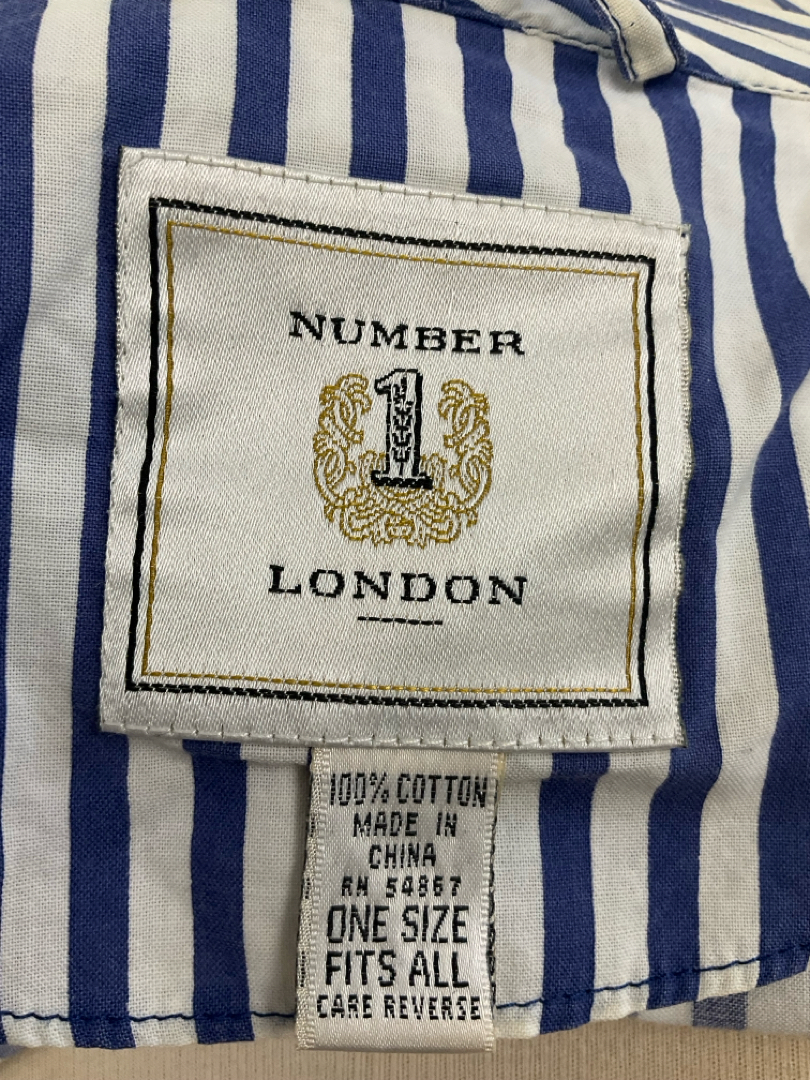 NUMBER
1
LONDON
100% COTTON
MADE IN
CHINA
RN 54867
ONE SIZE
FITS ALL
CARE REVERSE